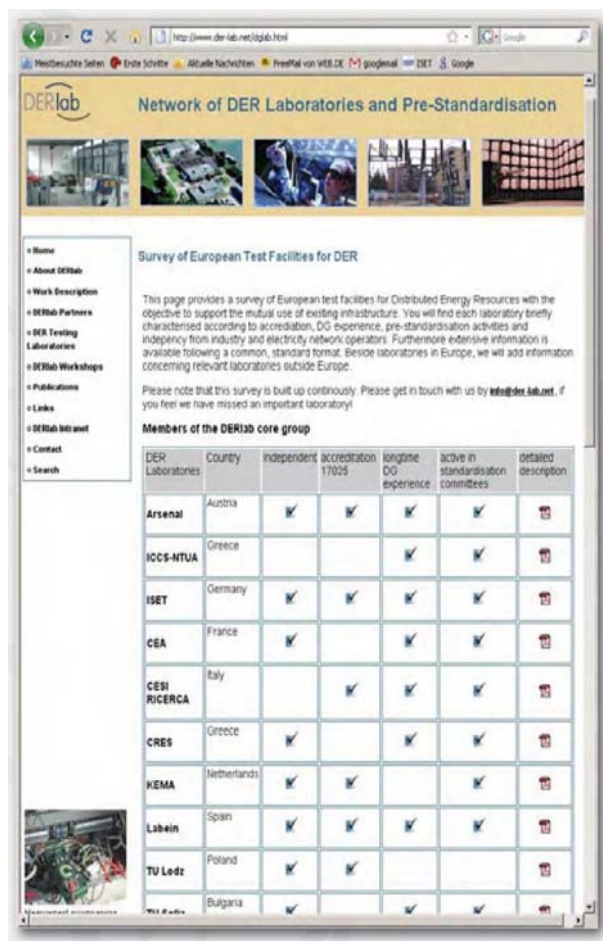 http://www.der-lab.net/dglab.html
Google
Meistbesuchte Seiten Erste Schritte Aktuelle Nachrichten FreeMail von WEB.DE googlemail ISET Google
DERlab
Network of DER Laboratories and Pre-Standardisation
Home
About DERlab
Work Description
DERlab Partners
DER Testing
Laboratories
DERlab Workshops
Publications
Links
DERlab Intranet
Contact
Search
Survey of European Test Facilities for DER
This page provides a survey of European test facilities for Distributed Energy Resources with the
objective to support the mutual use of existing infrastructure. You will find each laboratory briefly
characterised according to accrediation, DG experience, pre-standardisation activities and
indepency from industry and electricity network operators. Furthermore extensive information is
available following a common, standard format. Beside laboratories in Europe, we will add information
concerning relevant laboratories outside Europe.
Please note that this survey is built up continously. Please get in touch with us by info@der-lab.net, if
you feel we have missed an important laboratory!
Members of the DERlab core group
DER Laboratories Country independent accreditation 17025 longtime DG experience active in standardisation committees detailed description
Arsenal Austria
ICCS-NTUA Greece
ISET Germany
CEA France
CESI RICERCA Italy
CRES Greece
KEMA Netherlands
Labein Spain
TU Lodz Poland
TU Sofia Bulgaria